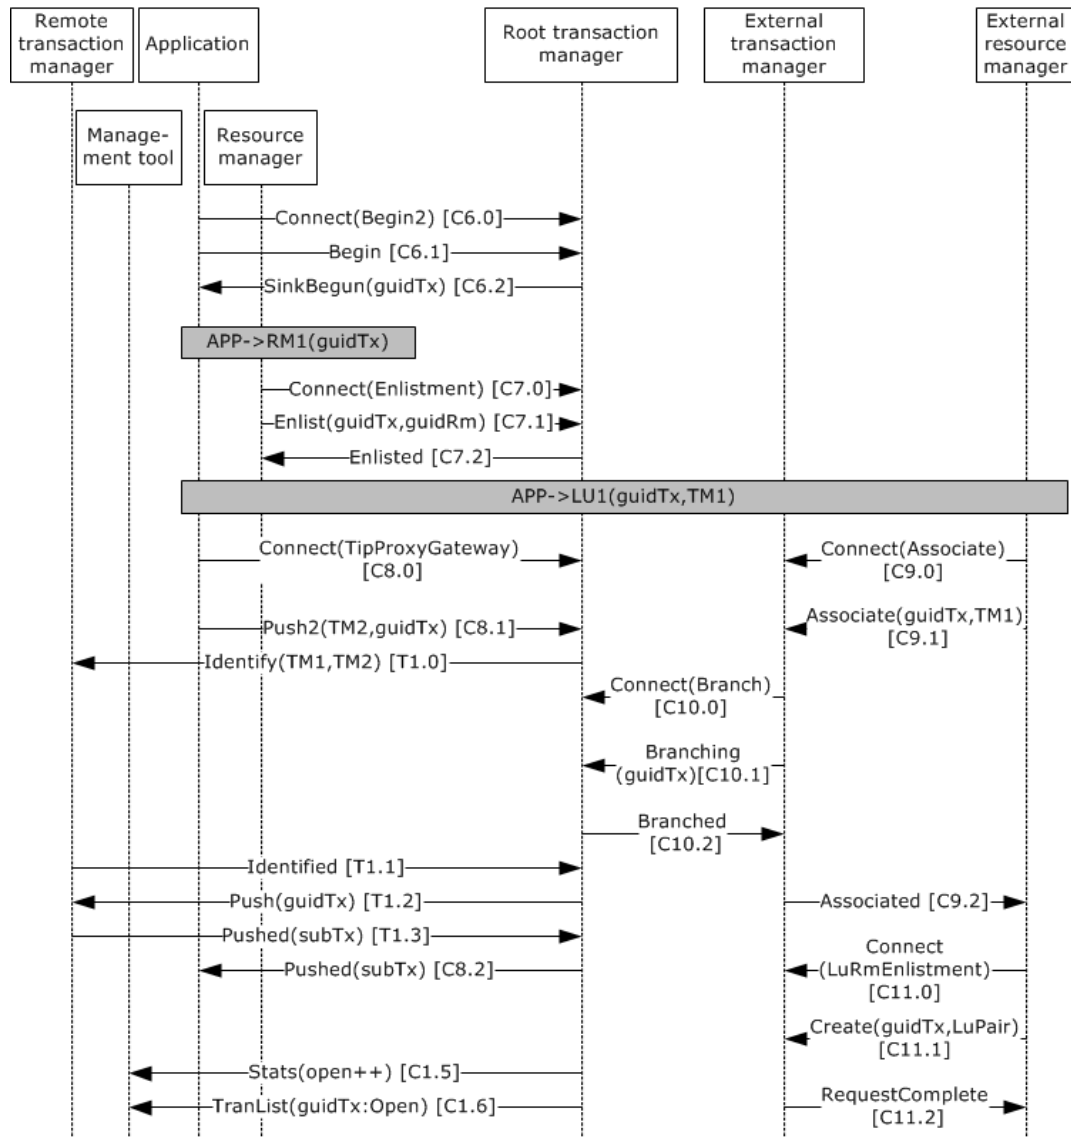 Remote
transaction
manager
Application
Root transaction
manager
External
transaction
manager
External
resource
manager
Manage-
ment tool
Resource
manager
Connect(Begin2) [C6.0]
Begin [C6.1]
SinkBegun(guidTx) [C6.2]
APP->RM1(guidTx)
Connect(Enlistment) [C7.0]
Enlist(guidTx,guidRm) [C7.1]
Enlisted [C7.2]
APP->LU1(guidTx,TM1)
Connect(TipProxyGateway)
[C8.0]
Connect(Associate)
[C9.0]
Push2(TM2,guidTx) [C8.1]
Associate(guidTx,TM1)
[C9.1]
Identify(TM1,TM2) [T1.0]
Connect(Branch)
[C10.0]
Branching
(guidTx)[C10.1]
Branched
[C10.2]
Identified [T1.1]
Push(guidTx) [T1.2]
Associated [C9.2]
Pushed(subTx) [T1.3]
Pushed(subTx) [C8.2]
Connect
(LuRmEnlistment)
[C11.0]
Create(guidTx,LuPair)
[C11.1]
Stats(open++) [C1.5]
TranList(guidTx:Open) [C1.6]
RequestComplete
[C11.2]